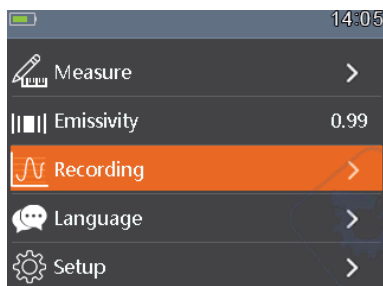 14:05
Measure
Emissivity 0.99
Recording
Language
Setup